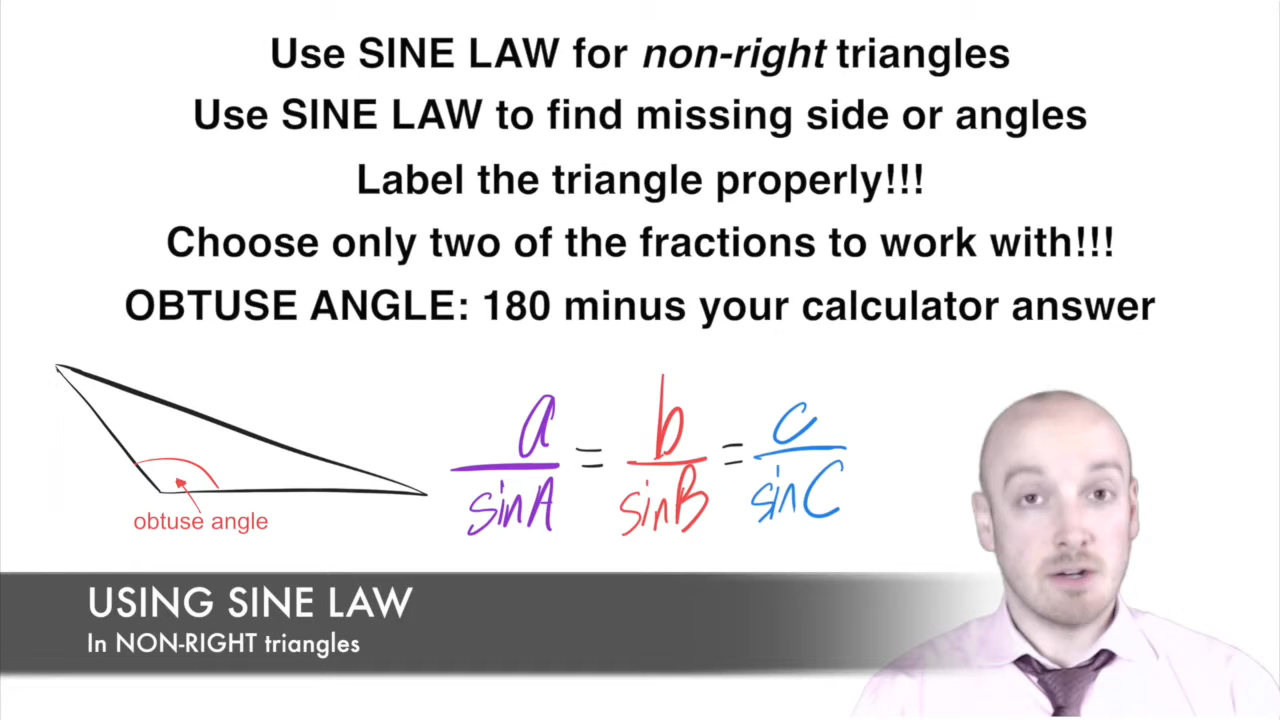 Use SINE LAW for non-right triangles
Use SINE LAW to find missing side or angles
Label the triangle properly!!!
Choose only two of the fractions to work with!!!
OBTUSE ANGLE: 180 minus your calculator answer
a/sinA = b/sinB = c/sinC
obtuse angle
USING SINE LAW
In NON-RIGHT triangles